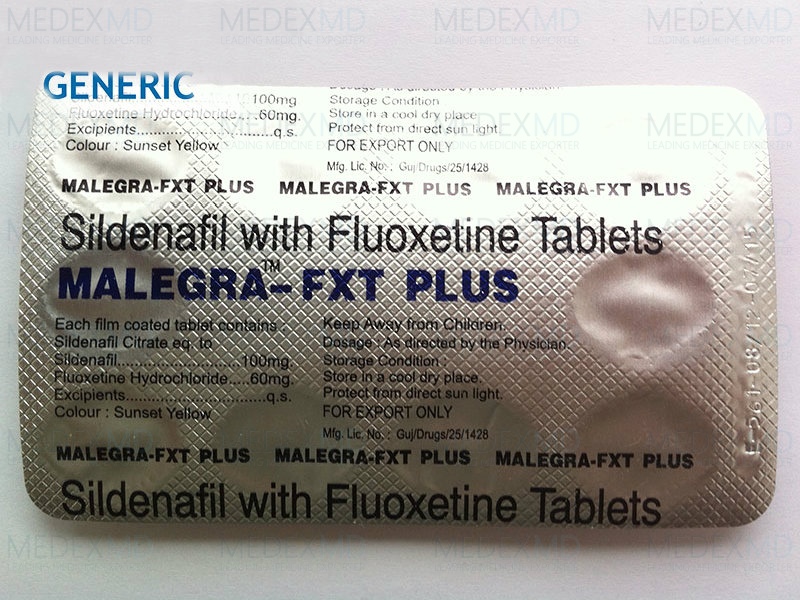 MEDEXMD
LEADING MEDICINE EXPORTER
GENERIC
100mg
Fluoxetine Hydrochloride....60mg.
Excipients..............................q.s.
Colour : Sunset Yellow
Storage Condition
Store in a cool dry place
Protect from direct sun light.
FOR EXPORT ONLY
Mfg. Lic. No.: Guj/Drugs/25/1428
MALEGRA-FXT PLUS MALEGRA-FXT PLUS MALEGRA-FXT PLUS
Sildenafil with Fluoxetine Tablets
MALEGRA™-FXT PLUS
Each film coated tablet contains :
Sildenafil Citrate eq. to
Sildenafil...........................100mg.
Fluoxetine Hydrochloride.....60mg.
Excipients..............................q.s.
Colour : Sunset Yellow
Keep Away from Children.
Dosage : As directed by the Physician.
Storage Condition :
Store in a cool dry place.
Protect from direct sun light.
FOR EXPORT ONLY
Mfg. Lic. No.: Guj/Drugs/25/1428
MALEGRA-FXT PLUS MALEGRA-FXT PLUS MALEGRA-FXT PLUS
Sildenafil with Fluoxetine Tablets